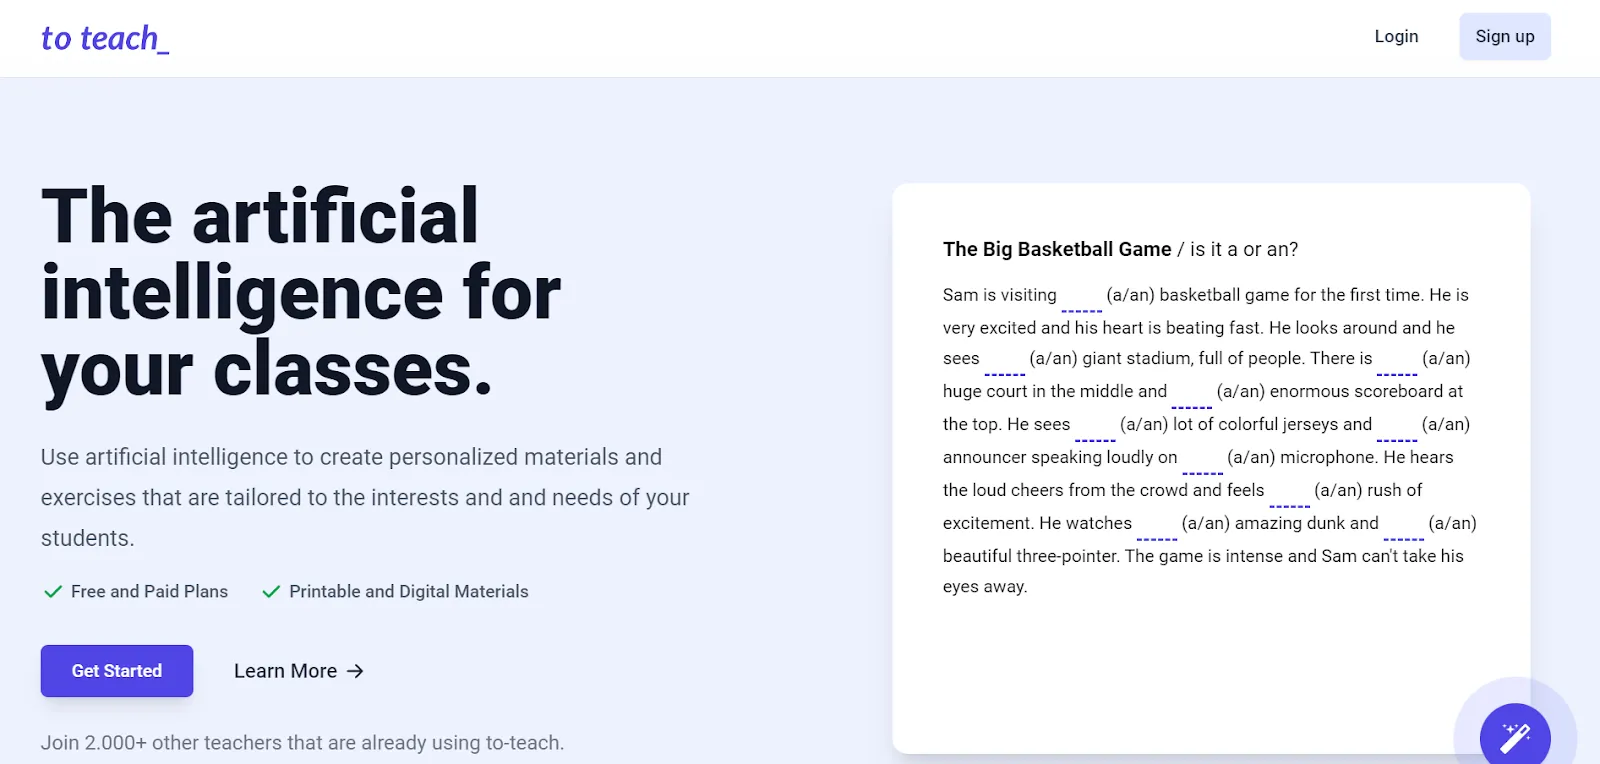 to teach_
Login
Sign up
The artificial
intelligence for
your classes.
Use artificial intelligence to create personalized materials and
exercises that are tailored to the interests and and needs of your
students.
Free and Paid Plans
Printable and Digital Materials
Get Started
Learn More →
Join 2.000+ other teachers that are already using to-teach.
The Big Basketball Game / is it a or an?
Sam is visiting ______ (a/an) basketball game for the first time. He is
very excited and his heart is beating fast. He looks around and he
sees ______ (a/an) giant stadium, full of people. There is ______ (a/an)
huge court in the middle and ______ (a/an) enormous scoreboard at
the top. He sees ______ (a/an) lot of colorful jerseys and ______ (a/an)
announcer speaking loudly on ______ (a/an) microphone. He hears
the loud cheers from the crowd and feels ______ (a/an) rush of
excitement. He watches ______ (a/an) amazing dunk and ______ (a/an)
beautiful three-pointer. The game is intense and Sam can't take his
eyes away.